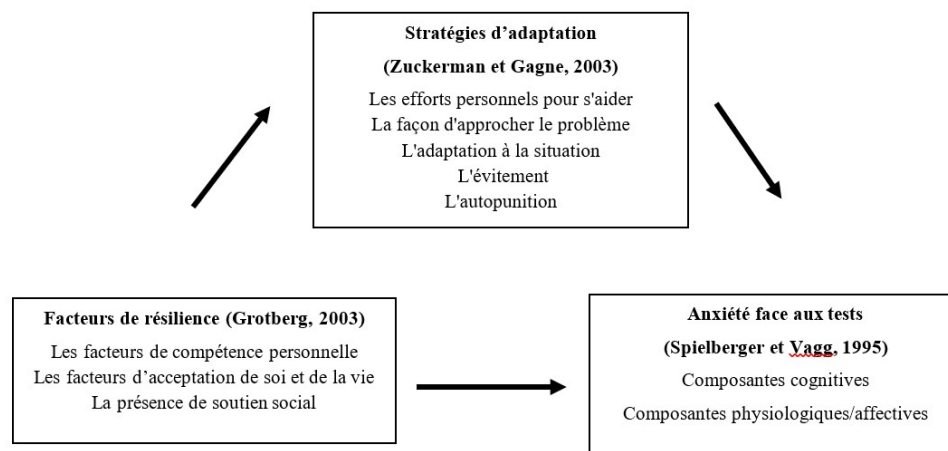 Stratégies d’adaptation
(Zuckerman et Gagne, 2003)
Les efforts personnels pour s'aider
La façon d'approcher le problème
L'adaptation à la situation
L'évitement
L'autopunition
Facteurs de résilience (Grotberg, 2003)
Les facteurs de compétence personnelle
Les facteurs d’acceptation de soi et de la vie
La présence de soutien social
Anxiété face aux tests
(Spielberger et Vagg, 1995)
Composantes cognitives
Composantes physiologiques/affectives